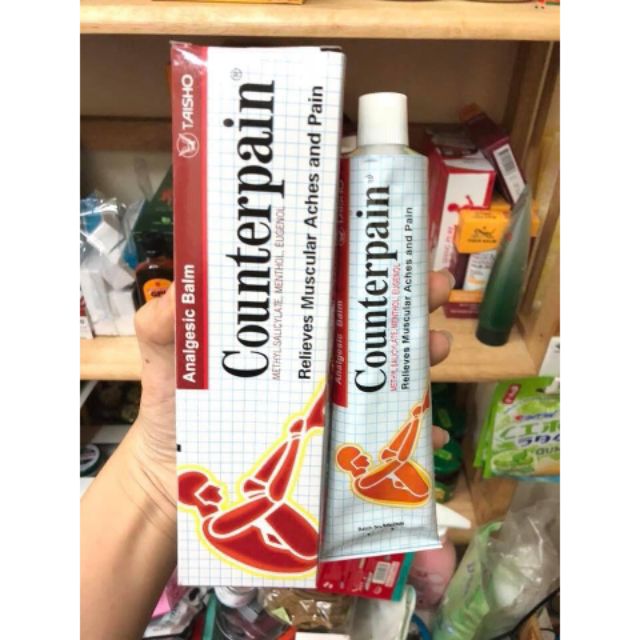 TAISHO
Analgesic Balm
Counterpain®
METHYL SALICYLATE, MENTHOL, EUGENOL
Relieves Muscular Aches and Pain
TAISHO
Analgesic Balm
Counterpain
METHYL SALICYLATE, MENTHOL, EUGENOL
Relieves Muscular Aches and Pain